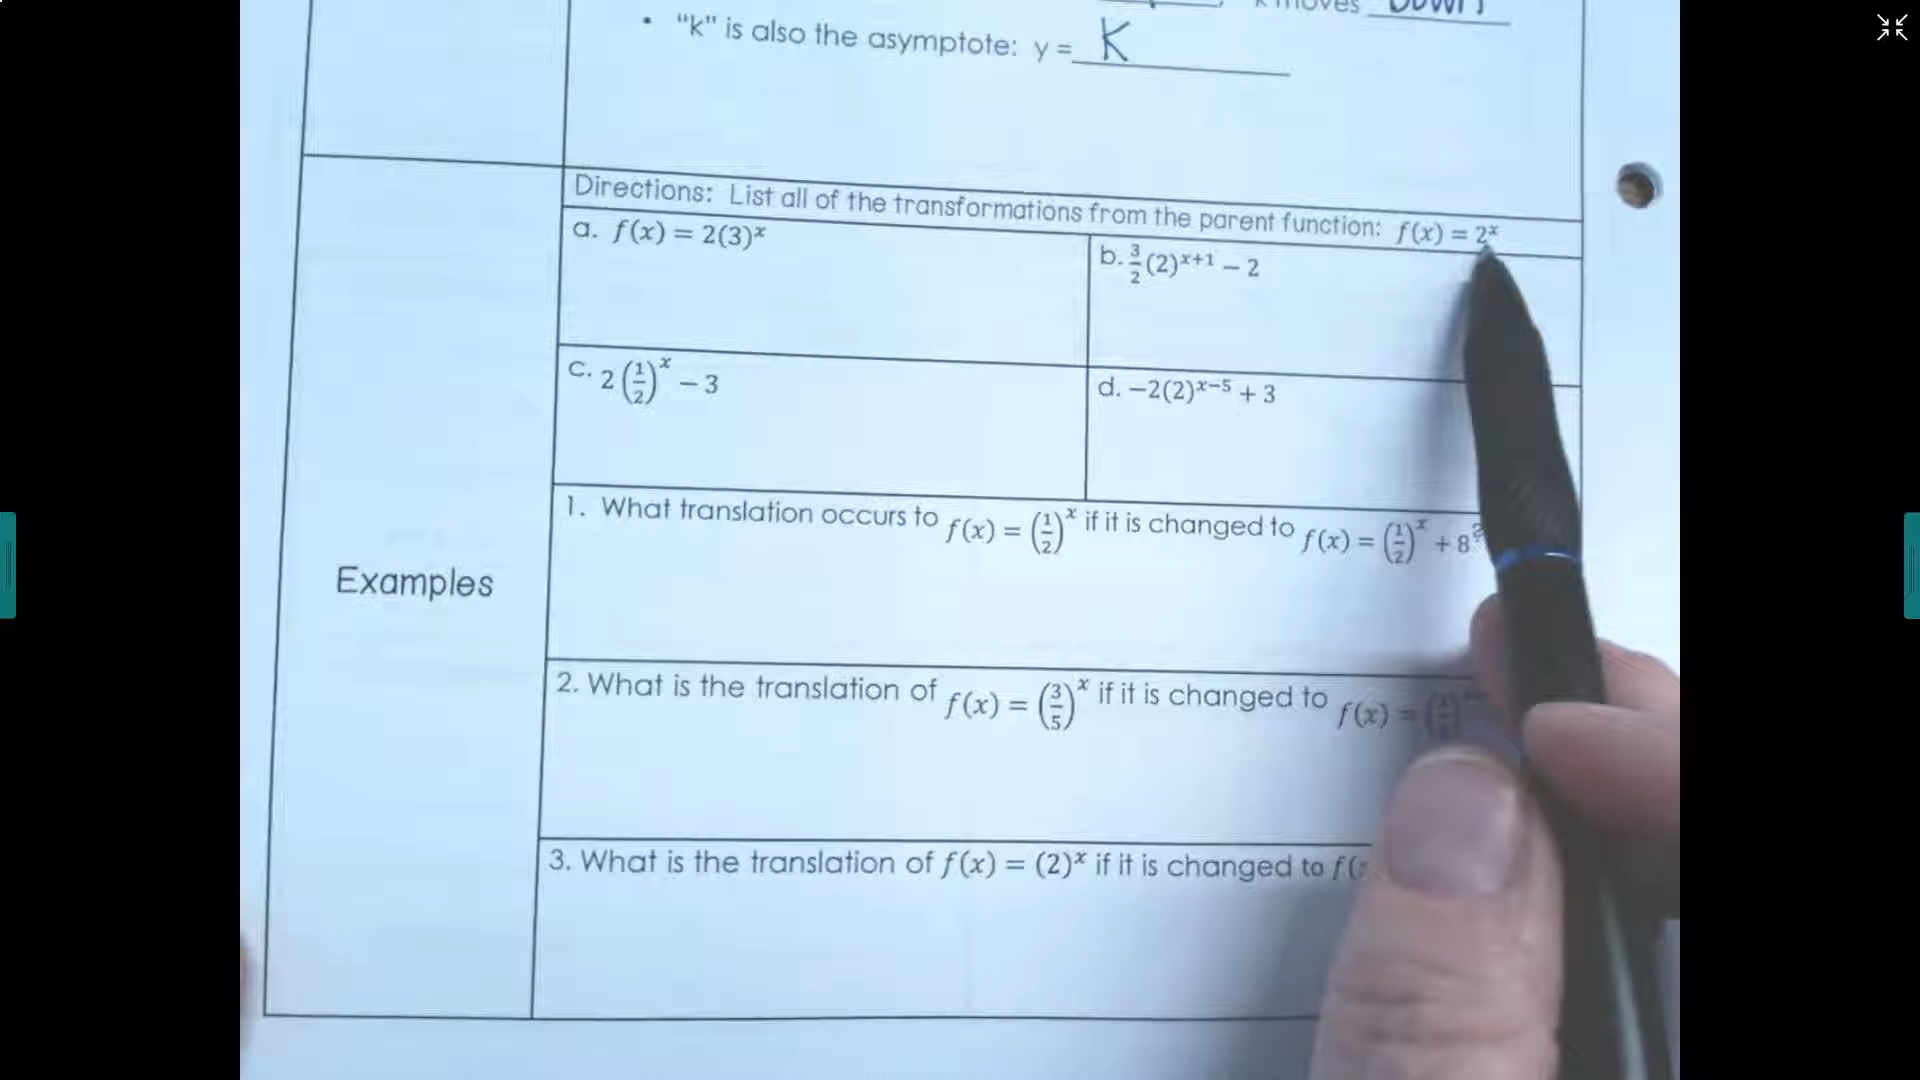 k moves Down
• "k" is also the asymptote: y = K
Directions: List all of the transformations from the parent function: f(x) = 2^x
a. f(x) = 2(3)^x
b. 3/2 (2)^{x+1} − 2
c. 2 (1/2)^x − 3
d. −2(2)^{x−5} + 3
Examples
1. What translation occurs to f(x) = (1/2)^x if it is changed to f(x) = (1/2)^x + 8?
2. What is the translation of f(x) = (3/5)^x if it is changed to f(x) = (
3. What is the translation of f(x) = (2)^x if it is changed to f(